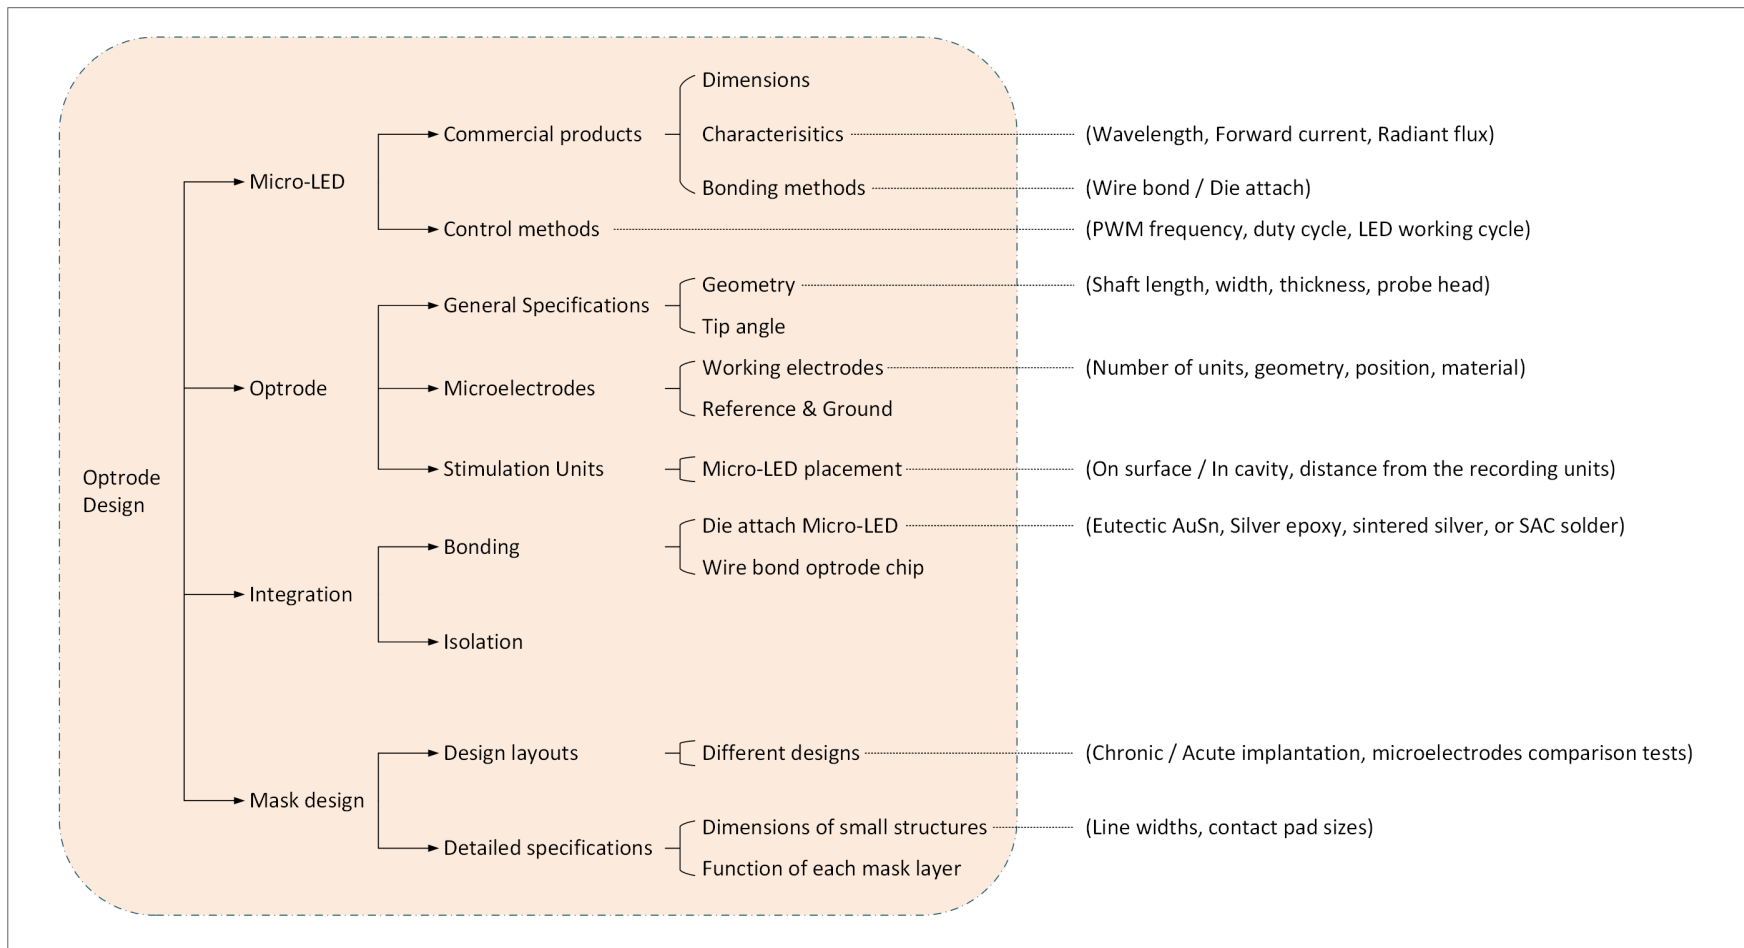 Dimensions
Commercial products
Characterisitics
(Wavelength, Forward current, Radiant flux)
Micro-LED
Bonding methods
(Wire bond / Die attach)
Control methods
(PWM frequency, duty cycle, LED working cycle)
General Specifications
Geometry
(Shaft length, width, thickness, probe head)
Tip angle
Optrode
Microelectrodes
Working electrodes
(Number of units, geometry, position, material)
Reference & Ground
Stimulation Units
Micro-LED placement
(On surface / In cavity, distance from the recording units)
Optrode
Design
Bonding
Die attach Micro-LED
(Eutectic AuSn, Silver epoxy, sintered silver, or SAC solder)
Wire bond optrode chip
Integration
Isolation
Design layouts
Different designs
(Chronic / Acute implantation, microelectrodes comparison tests)
Mask design
Detailed specifications
Dimensions of small structures
(Line widths, contact pad sizes)
Function of each mask layer